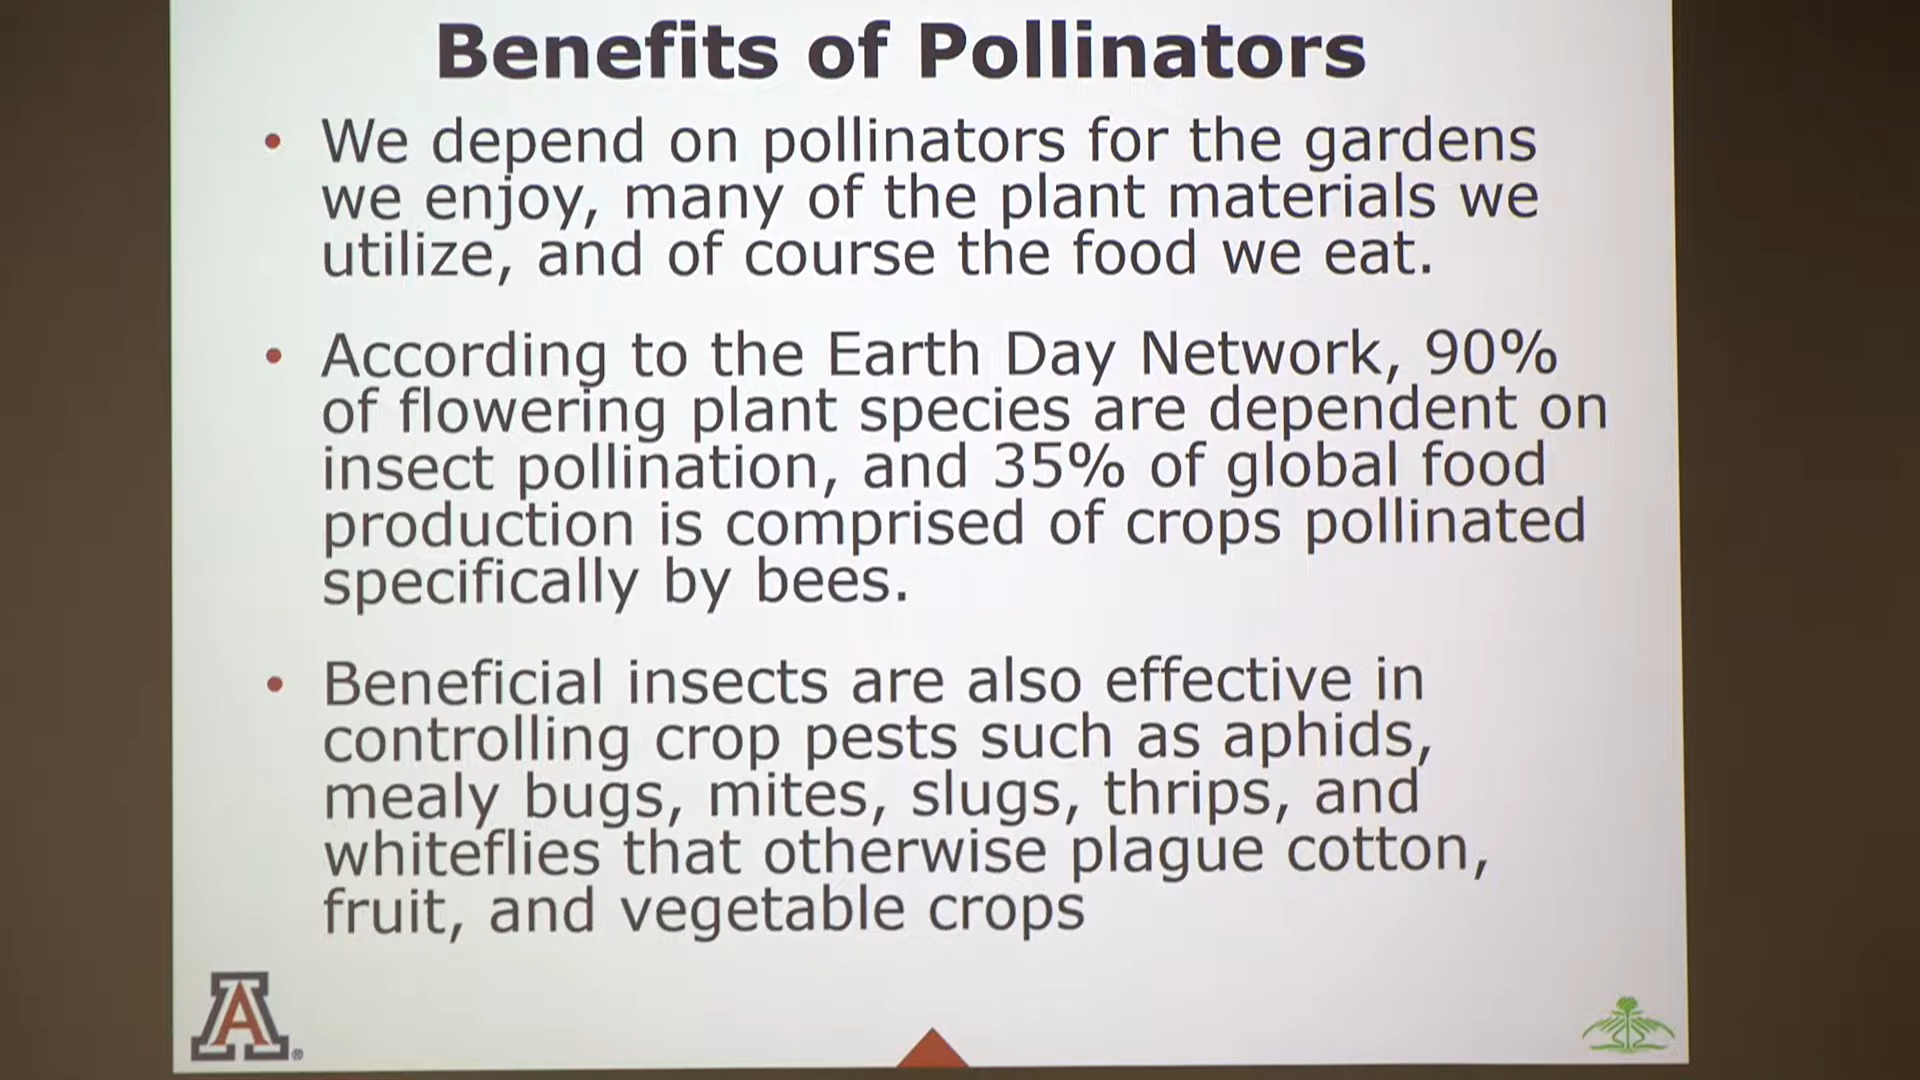 Benefits of Pollinators
• We depend on pollinators for the gardens
we enjoy, many of the plant materials we
utilize, and of course the food we eat.
• According to the Earth Day Network, 90%
of flowering plant species are dependent on
insect pollination, and 35% of global food
production is comprised of crops pollinated
specifically by bees.
• Beneficial insects are also effective in
controlling crop pests such as aphids,
mealy bugs, mites, slugs, thrips, and
whiteflies that otherwise plague cotton,
fruit, and vegetable crops
A®